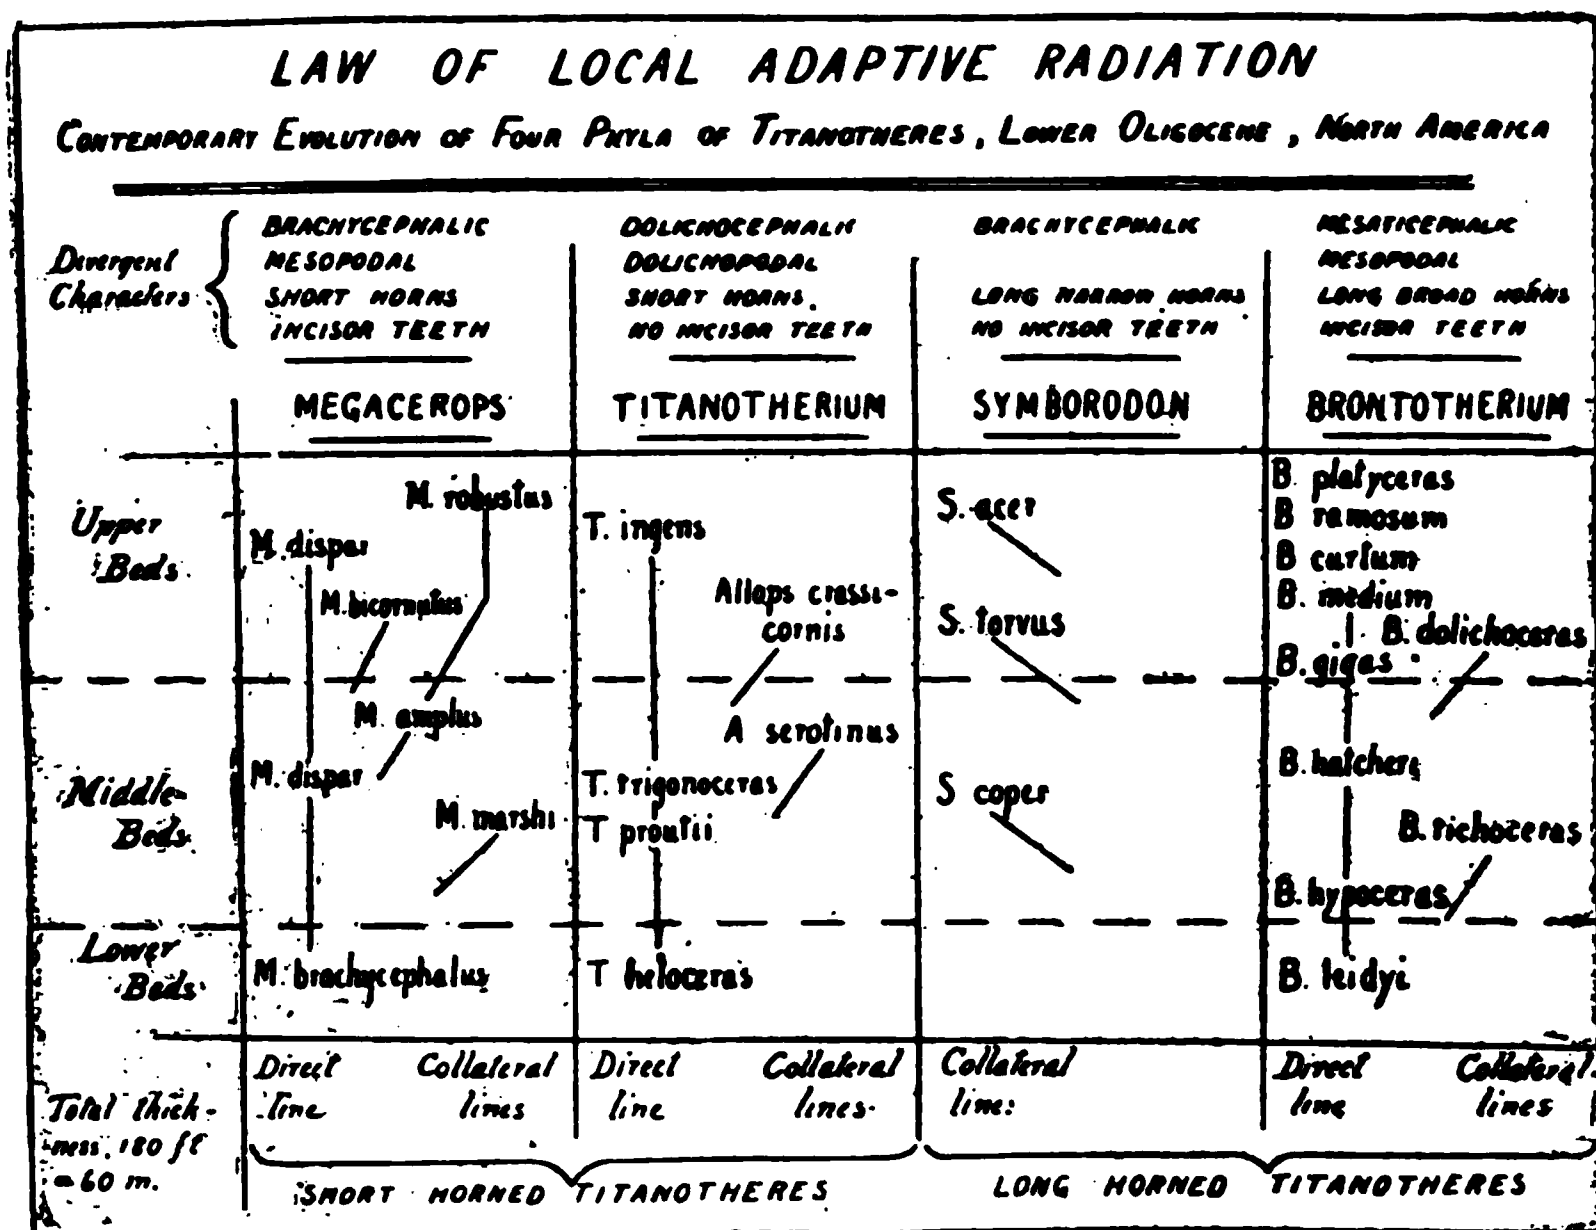 LAW OF LOCAL ADAPTIVE RADIATION
CONTEMPORARY EVOLUTION OF FOUR PHYLA OF TITANOTHERES, LOWER OLIGOCENE, NORTH AMERICA
Divergent
Characters
BRACHYCEPHALIC
MESOPODAL
SHORT HORNS
INCISOR TEETH
DOLICHOCEPHALIC
DOLICHOPODAL
SHORT HORNS.
NO INCISOR TEETH
BRACHYCEPHALIC
LONG NARROW HORNS
NO INCISOR TEETH
MESATICEPHALIC
MESOPODAL
LONG BROAD HORNS
INCISOR TEETH
MEGACEROPS
TITANOTHERIUM
SYMBORODON
BRONTOTHERIUM
Upper
Beds
M. robustus
M. dispar
M. bicornutus
T. ingens
Allops crassi-
cornis
S. acer
S. torvus
B. platyceras
B ramosum
B curtum
B. medium
B. dolichoceras
B. gigas
Middle
Beds
M. amplus
M. dispar
M. marshi
A serotinus
T. trigonoceras
T proutii
S coper
B. hatcheri
B. tichoceras
B. hypoceras
Lower
Beds
M. brachycephalus
T heloceras
B. leidyi
Total thick-
ness, 180 ft
= 60 m.
Direct
line
Collateral
lines
Direct
line
Collateral
lines.
Collateral
line:
Direct
line
Collateral
lines
SHORT HORNED TITANOTHERES
LONG HORNED TITANOTHERES